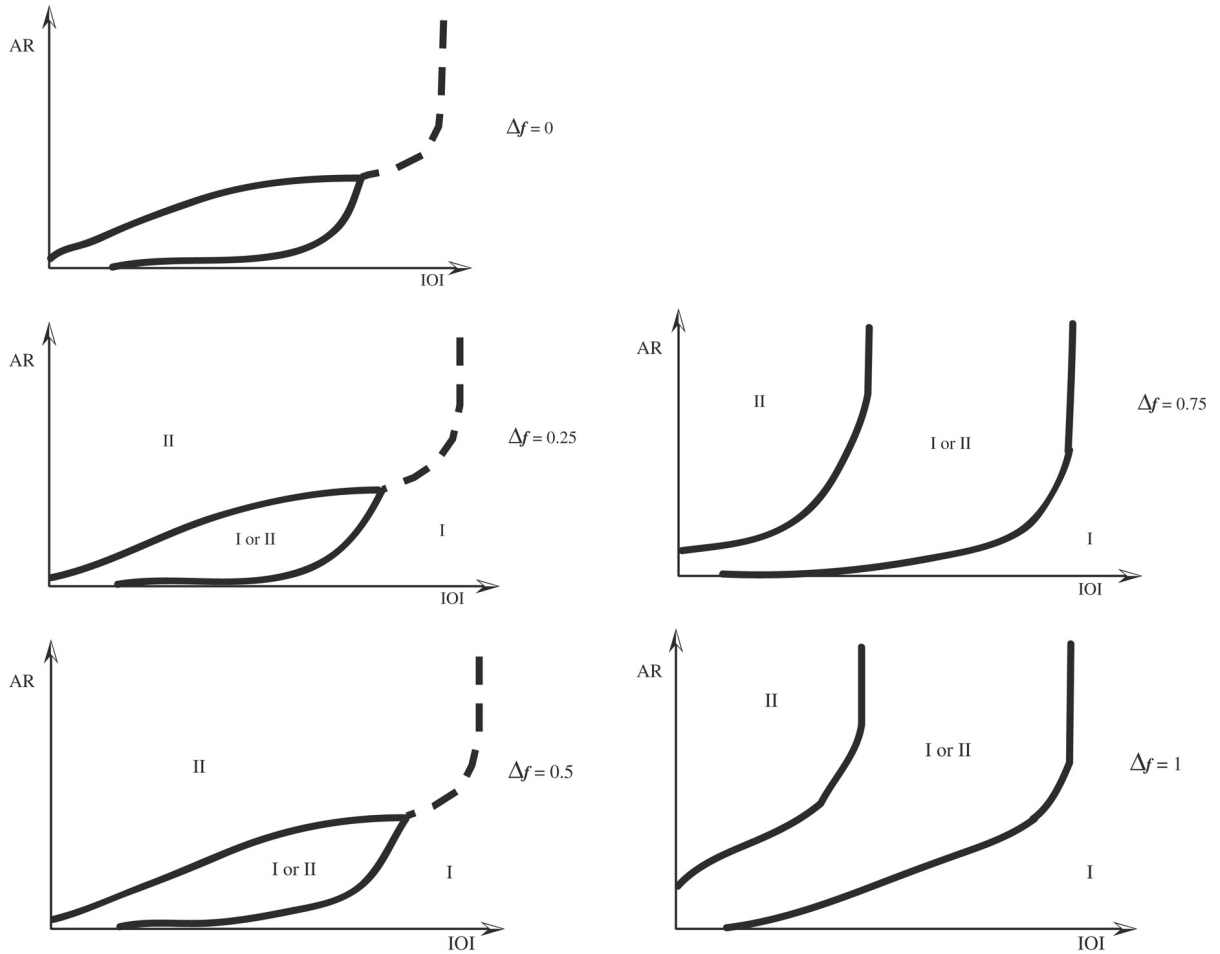 AR
Δf = 0
IOI
AR
II
Δf = 0.25
I or II
I
IOI
AR
II
Δf = 0.5
I or II
I
IOI
AR
II
Δf = 0.75
I or II
I
IOI
AR
II
I or II
Δf = 1
I
IOI